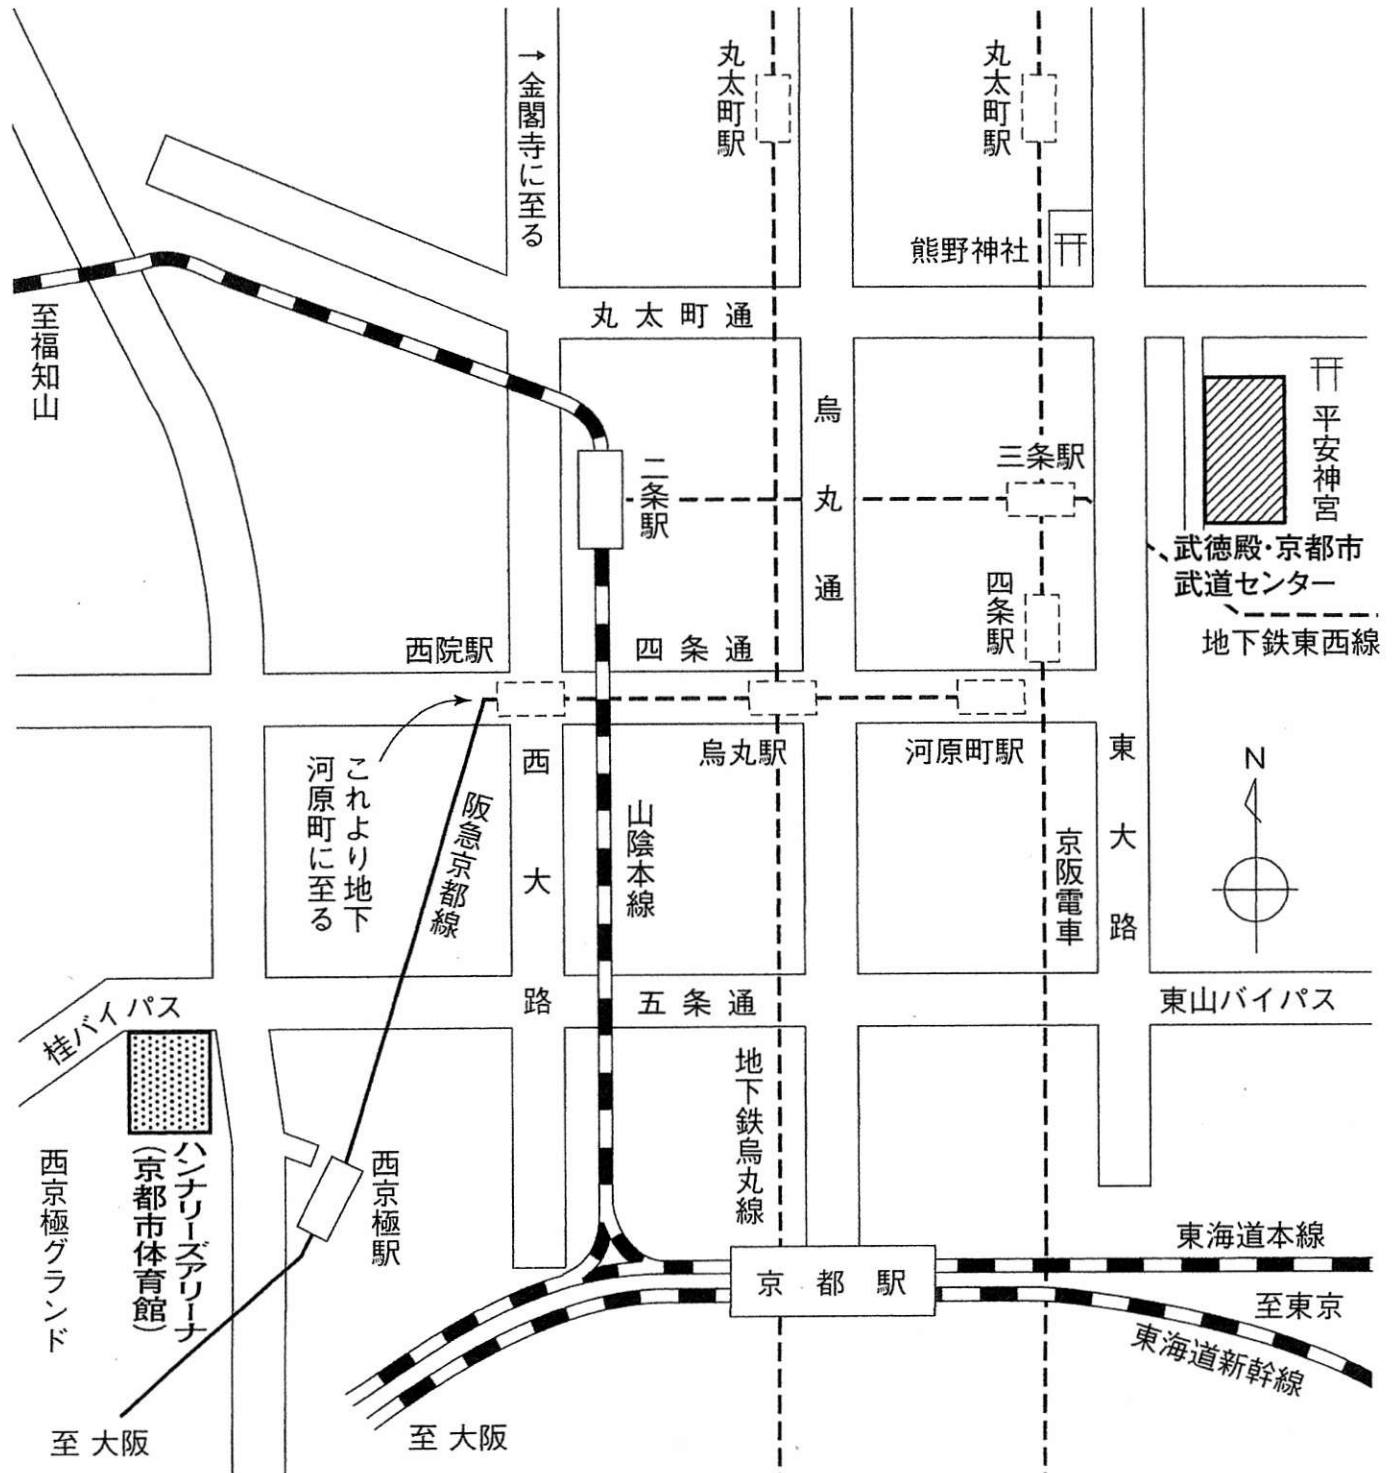 →金閣寺に至る
丸太町駅
丸太町駅
熊野神社
丸太町通
至福知山
烏丸通
平安神宮
二条駅
三条駅
武徳殿・京都市
武道センター
四条駅
地下鉄東西線
西院駅
四条通
烏丸駅
河原町駅
これより地下
河原町に至る
阪急京都線
西大路
山陰本線
東大路
京阪電車
N
桂バイパス
五条通
東山バイパス
地下鉄烏丸線
西京極グランド
ハンナリーズアリーナ
(京都市体育館)
西京極駅
京都駅
東海道本線
至東京
東海道新幹線
至 大阪
至 大阪